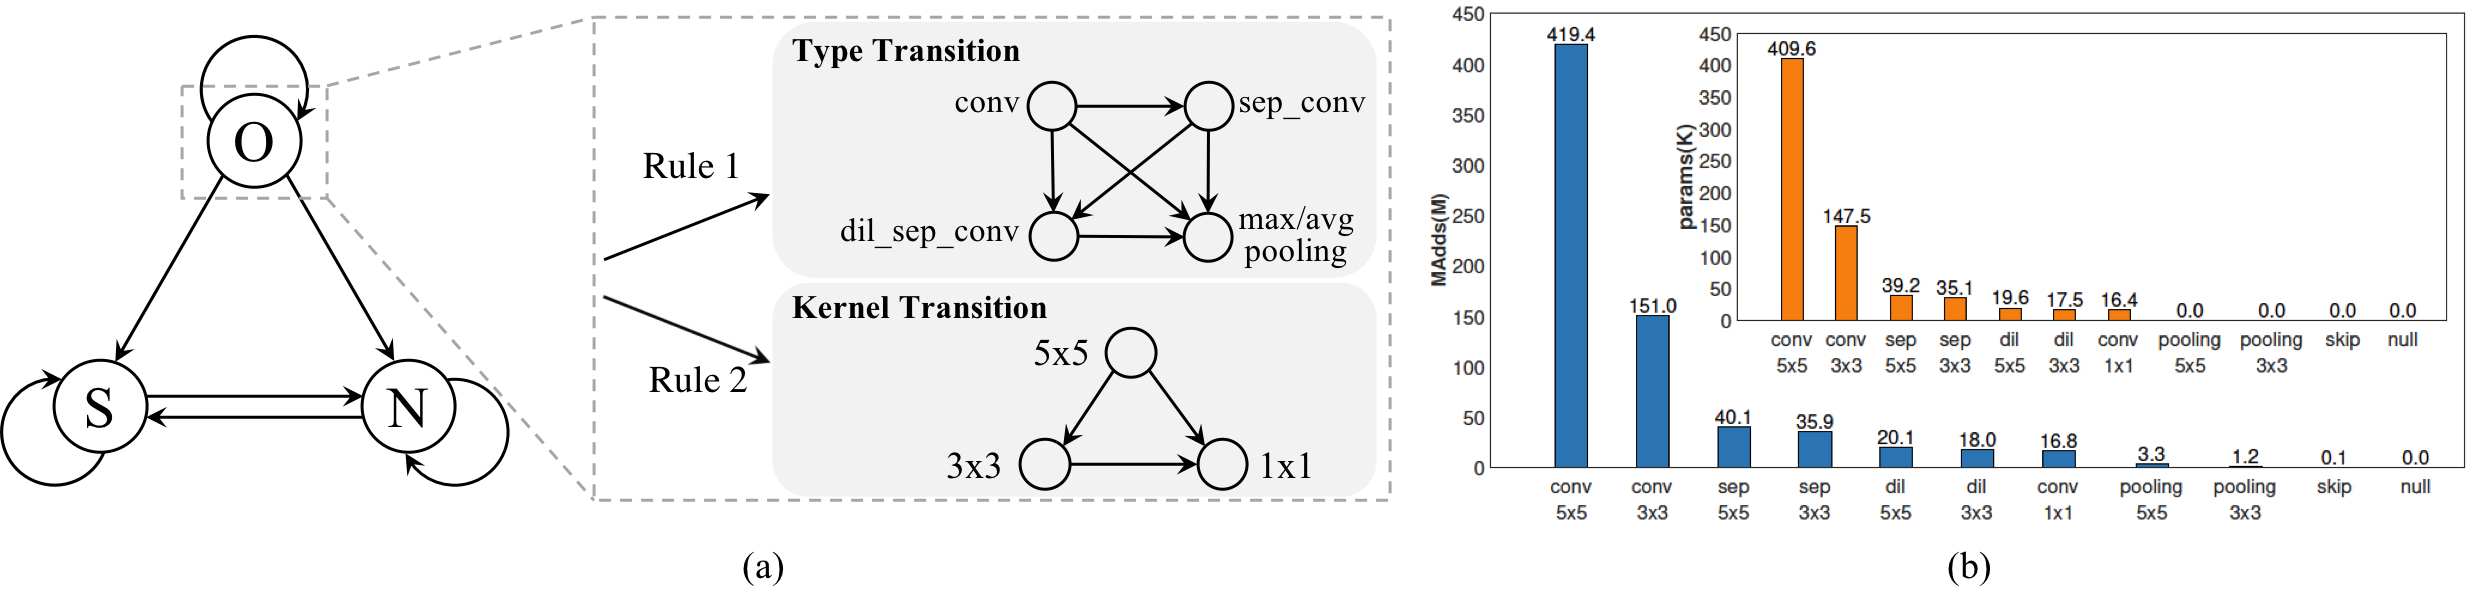 O
S
N
Rule 1
Rule 2
Type Transition
conv
sep_conv
dil_sep_conv
max/avg
pooling
Kernel Transition
5x5
3x3
1x1
(a)
MAdds(M)
450
400
350
300
250
200
150
100
50
0
419.4
151.0
40.1
35.9
20.1
18.0
16.8
3.3
1.2
0.1
0.0
conv conv sep sep dil dil conv pooling pooling skip null
5x5 3x3 5x5 3x3 5x5 3x3 1x1 5x5 3x3
params(K)
450
400
350
300
250
200
150
100
50
0
409.6
147.5
39.2
35.1
19.6
17.5
16.4
0.0
0.0
0.0
0.0
conv conv sep sep dil dil conv pooling pooling skip null
5x5 3x3 5x5 3x3 5x5 3x3 1x1 5x5 3x3
(b)